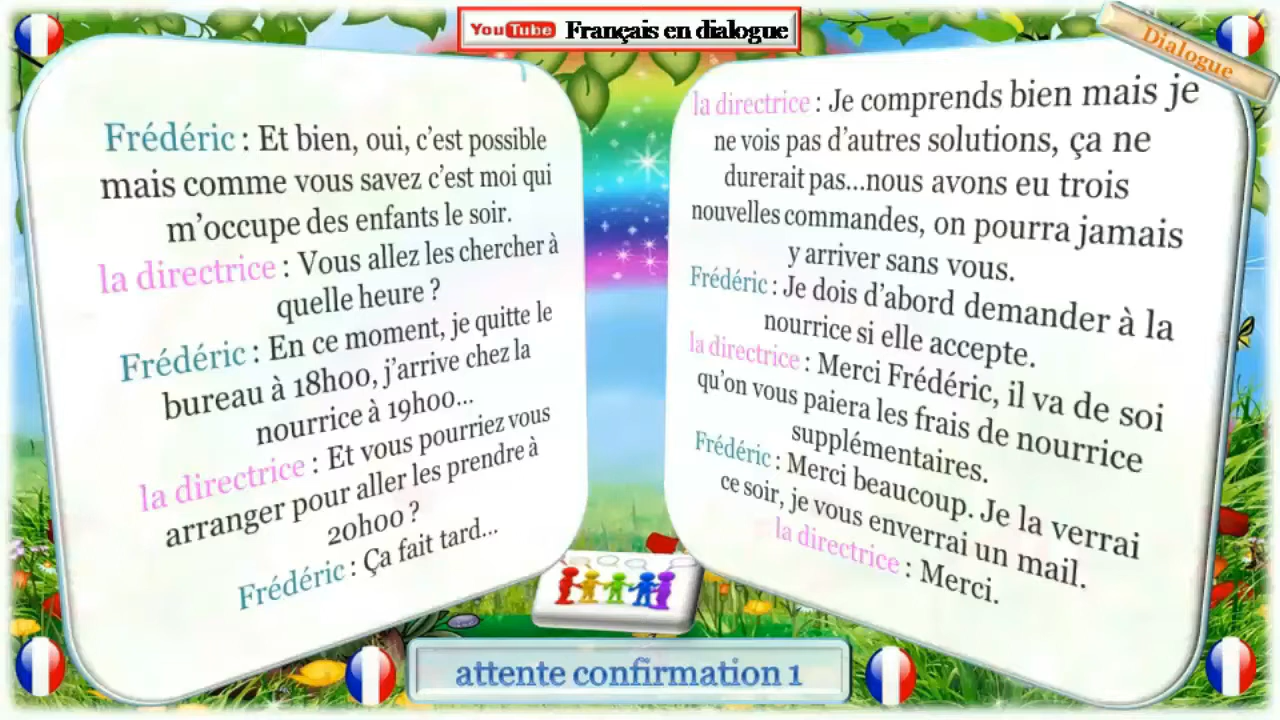 YouTube Français en dialogue
Dialogue
Frédéric : Et bien, oui, c'est possible
mais comme vous savez c'est moi qui
m'occupe des enfants le soir.
la directrice : Vous allez les chercher à
quelle heure ?
Frédéric : En ce moment, je quitte le
bureau à 18h00, j'arrive chez la
nourrice à 19h00...
la directrice : Et vous pourriez vous
arranger pour aller les prendre à
20h00 ?
Frédéric : Ça fait tard...
la directrice : Je comprends bien mais je
ne vois pas d'autres solutions, ça ne
durerait pas...nous avons eu trois
nouvelles commandes, on pourra jamais
y arriver sans vous.
Frédéric : Je dois d'abord demander à la
nourrice si elle accepte.
la directrice : Merci Frédéric, il va de soi
qu'on vous paiera les frais de nourrice
supplémentaires.
Frédéric : Merci beaucoup. Je la verrai
ce soir, je vous enverrai un mail.
la directrice : Merci.
attente confirmation 1